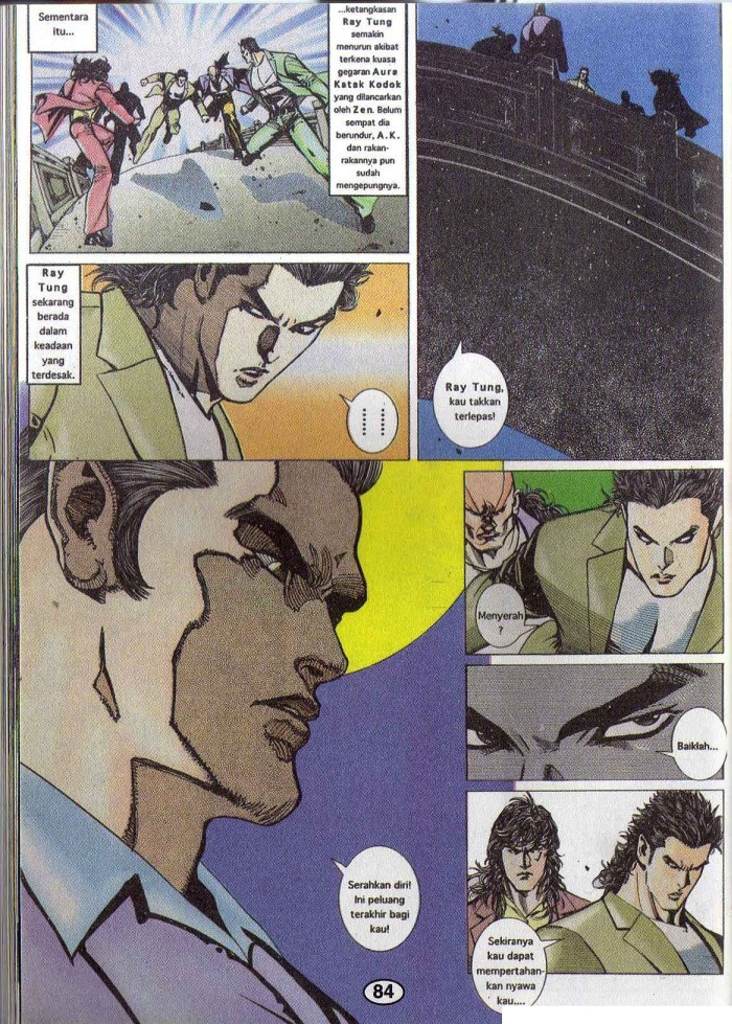 Sementara
itu...
...ketangkasan
Ray Tung
semakin
menurun akibat
terkena kuasa
gegaran Aura
Katak Kodok
yang dilancarkan
oleh Zen. Belum
sempat dia
berundur, A.K.
dan rakan-
rakannya pun
sudah
mengepungnya.
Ray Tung,
kau takkan
terlepas!
Ray
Tung
sekarang
berada
dalam
keadaan
yang
terdesak.
Menyerah
?
Baiklah...
Serahkan diri!
Ini peluang
terakhir bagi
kau!
Sekiranya
kau dapat
mempertahan-
kan nyawa
kau....
84